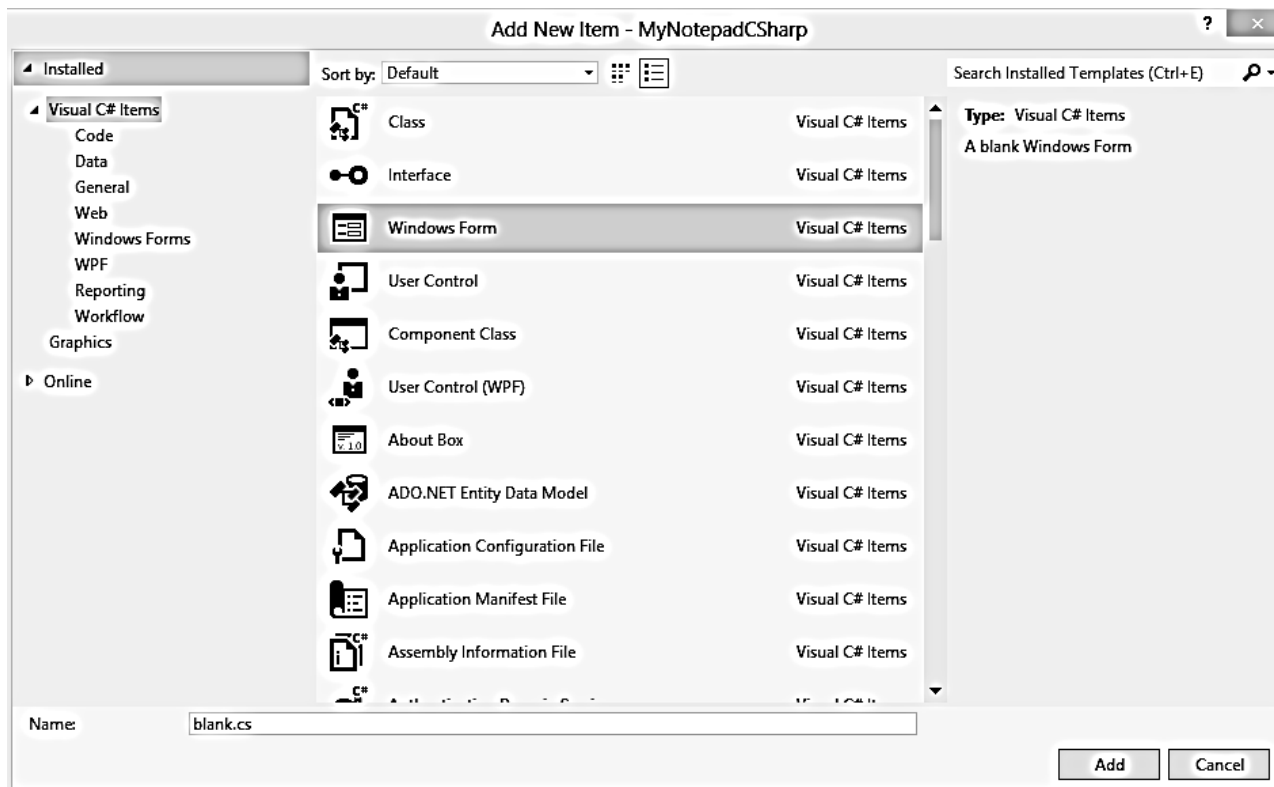 Add New Item - MyNotepadCSharp
?
Installed
Sort by: Default
Search Installed Templates (Ctrl+E)
Visual C# Items
Code
Data
General
Web
Windows Forms
WPF
Reporting
Workflow
Graphics
Online
C#
Class Visual C# Items
Interface Visual C# Items
Windows Form Visual C# Items
User Control Visual C# Items
Component Class Visual C# Items
User Control (WPF) Visual C# Items
v. 1.0
About Box Visual C# Items
ADO.NET Entity Data Model Visual C# Items
Application Configuration File Visual C# Items
Application Manifest File Visual C# Items
C#
Assembly Information File Visual C# Items
C#
Type: Visual C# Items
A blank Windows Form
Name: blank.cs
Add Cancel